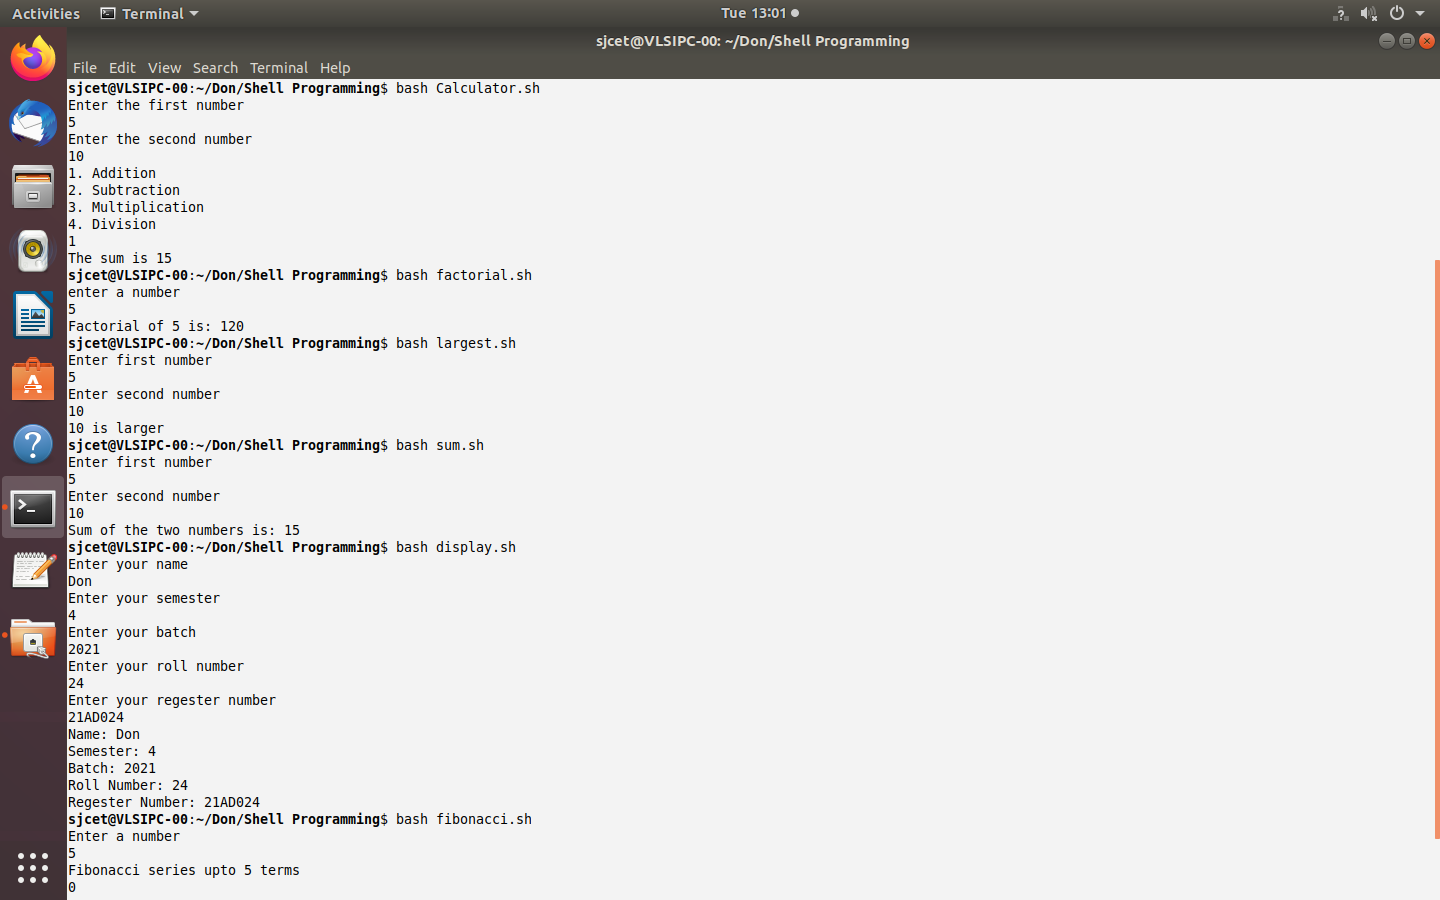 Activities Terminal Tue 13:01
sjcet@VLSIPC-00: ~/Don/Shell Programming
File Edit View Search Terminal Help
sjcet@VLSIPC-00:~/Don/Shell Programming$ bash Calculator.sh
Enter the first number
5
Enter the second number
10
1. Addition
2. Subtraction
3. Multiplication
4. Division
1
The sum is 15
sjcet@VLSIPC-00:~/Don/Shell Programming$ bash factorial.sh
enter a number
5
Factorial of 5 is: 120
sjcet@VLSIPC-00:~/Don/Shell Programming$ bash largest.sh
Enter first number
5
Enter second number
10
10 is larger
sjcet@VLSIPC-00:~/Don/Shell Programming$ bash sum.sh
Enter first number
5
Enter second number
10
Sum of the two numbers is: 15
sjcet@VLSIPC-00:~/Don/Shell Programming$ bash display.sh
Enter your name
Don
Enter your semester
4
Enter your batch
2021
Enter your roll number
24
Enter your regester number
21AD024
Name: Don
Semester: 4
Batch: 2021
Roll Number: 24
Regester Number: 21AD024
sjcet@VLSIPC-00:~/Don/Shell Programming$ bash fibonacci.sh
Enter a number
5
Fibonacci series upto 5 terms
0